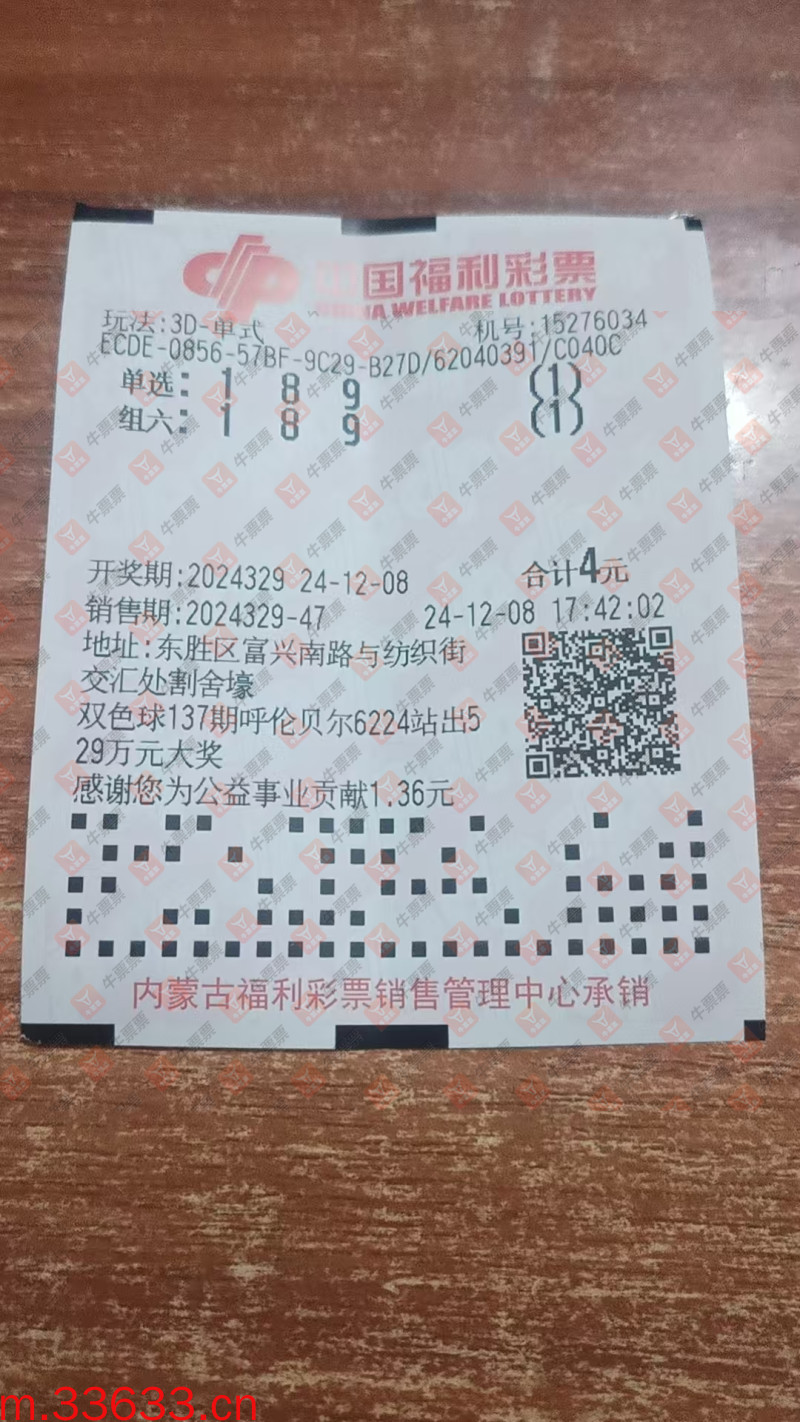 中国福利彩票
CHINA WELFARE LOTTERY
玩法:3D-单式 机号:15276034
ECDE-0856-57BF-9C29-B27D/62040391/C040C
单选: 1 8 9 (1)
组六: 1 8 9 (1)
开奖期:2024329 24-12-08 合计4元
销售期:2024329-47 24-12-08 17:42:02
地址:东胜区富兴南路与纺织街
交汇处割舍壕
双色球137期呼伦贝尔6224站出5
29万元大奖
感谢您为公益事业贡献1.36元
内蒙古福利彩票销售管理中心承销
牛票票
m.33633.cn